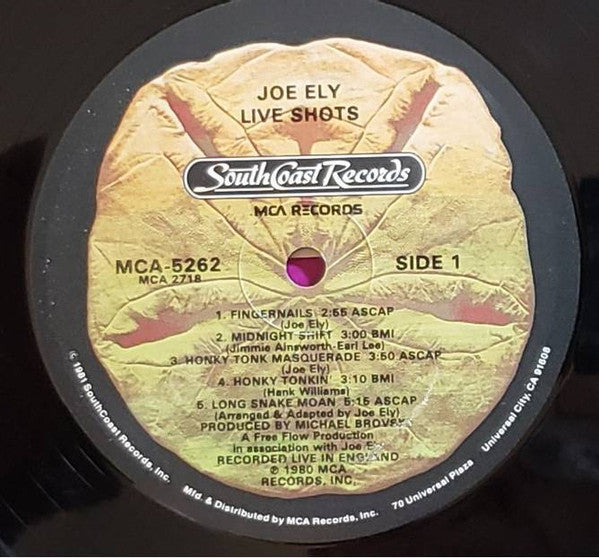 JOE ELY
LIVE SHOTS
SouthCoast Records
MCA RECORDS
MCA-5262
MCA 2718
SIDE 1
1. FINGERNAILS 2:55 ASCAP
(Joe Ely)
2. MIDNIGHT SHIFT 3:00 BMI
(Jimmie Ainsworth-Earl Lee)
3. HONKY TONK MASQUERADE 3:50 ASCAP
(Joe Ely)
4. HONKY TONKIN' 3:10 BMI
(Hank Williams)
5. LONG SNAKE MOAN 5:15 ASCAP
(Arranged & Adapted by Joe Ely)
PRODUCED BY MICHAEL BROVSKY
A Free Flow Production
in association with Joe Ely
RECORDED LIVE IN ENGLAND
℗ 1980 MCA
RECORDS, INC.
© 1981 SouthCoast Records, Inc. Mfd. & Distributed by MCA Records, Inc. 70 Universal Plaza Universal City, CA 91608